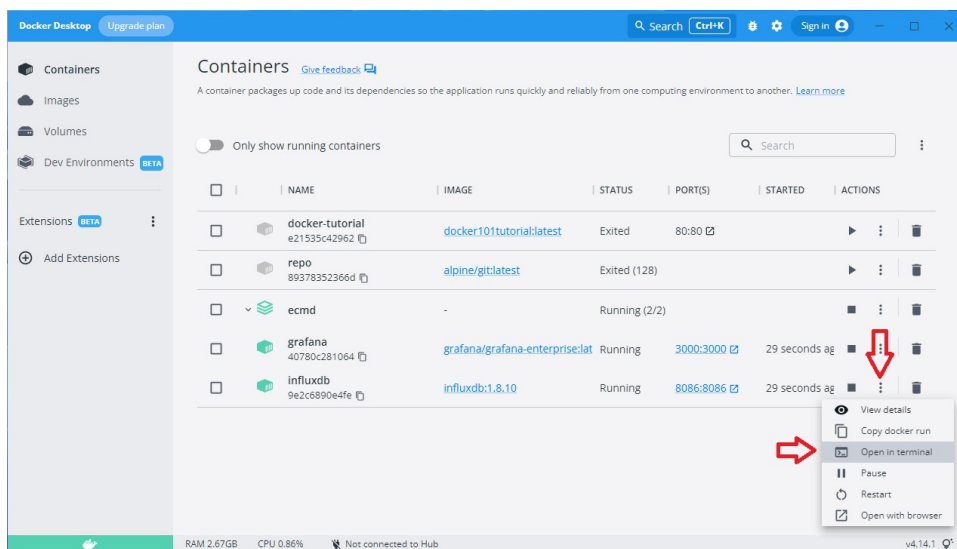 Docker Desktop Upgrade plan Search Ctrl+K Sign in
Containers
Images
Volumes
Dev Environments BETA
Extensions BETA
Add Extensions
Containers Give feedback
A container packages up code and its dependencies so the application runs quickly and reliably from one computing environment to another. Learn more
Only show running containers Search
NAME IMAGE STATUS PORT(S) STARTED ACTIONS
docker-tutorial docker101tutorial:latest Exited 80:80
e21535c42962
repo alpine/git:latest Exited (128)
89378352366d
ecmd - Running (2/2)
grafana grafana/grafana-enterprise:lat Running 3000:3000 29 seconds ag
40780c281064
influxdb influxdb:1.8.10 Running 8086:8086 29 seconds ag
9e2c6890e4fe
View details
Copy docker run
Open in terminal
Pause
Restart
Open with browser
RAM 2.67GB CPU 0.86% Not connected to Hub v4.14.1